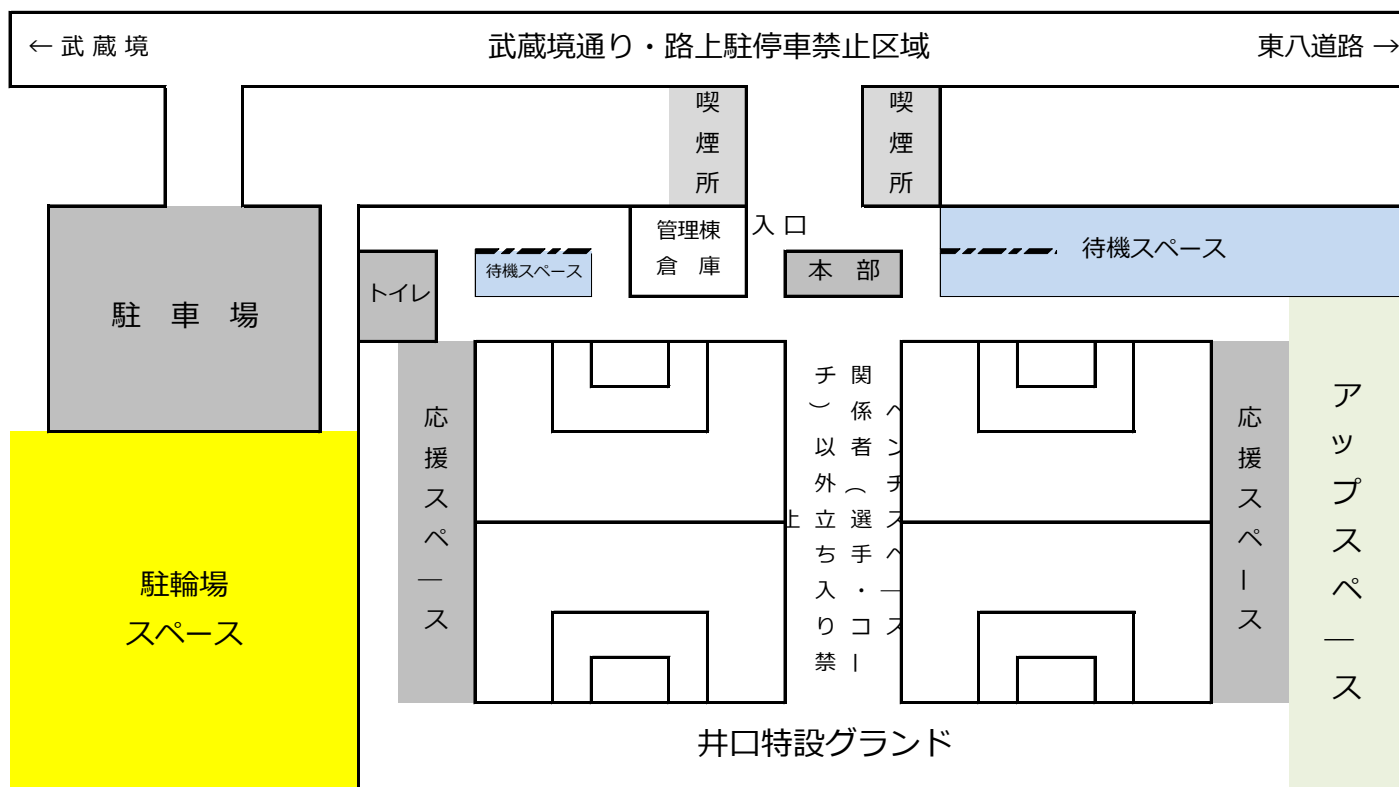 ← 武 蔵 境
武蔵境通り・路上駐停車禁止区域
東八道路 →
喫煙所
喫煙所
入 口
管理棟
倉 庫
待機スペース
待機スペース
本 部
トイレ
駐 車 場
応援スペース
ベンチスペース
関係者（選手・コー
チ）以外立ち入り禁
止
応援スペース
アップスペース
駐輪場
スペース
井口特設グランド